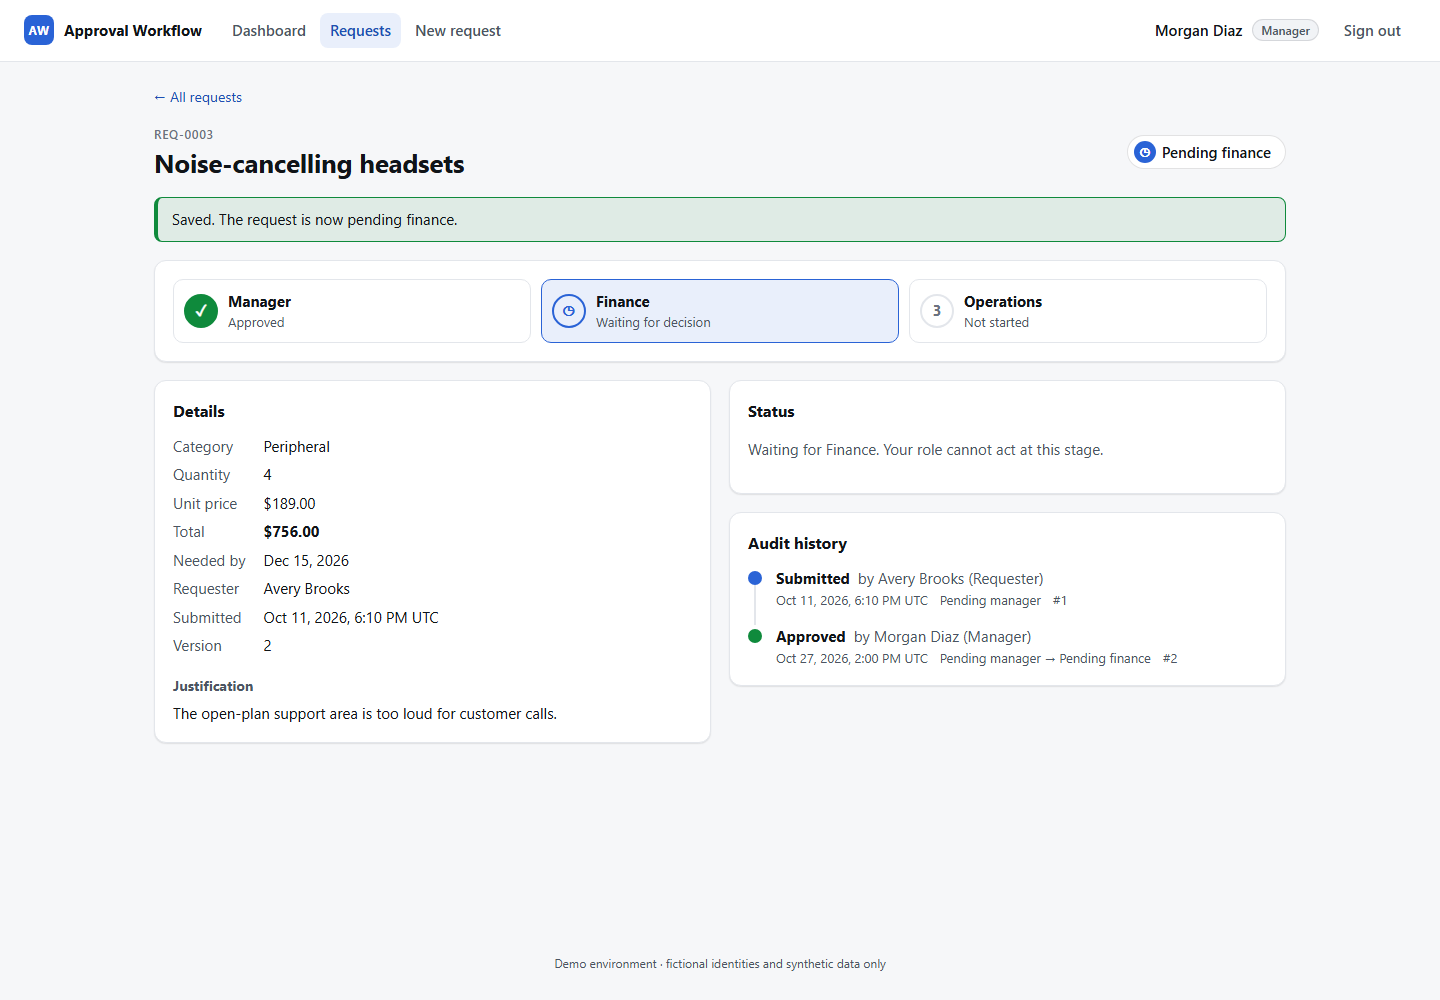 AW Approval Workflow Dashboard Requests New request Morgan Diaz Manager Sign out
← All requests
REQ-0003
Noise-cancelling headsets
Pending finance
Saved. The request is now pending finance.
Manager
Approved
Finance
Waiting for decision
3
Operations
Not started
Details
Category Peripheral
Quantity 4
Unit price $189.00
Total $756.00
Needed by Dec 15, 2026
Requester Avery Brooks
Submitted Oct 11, 2026, 6:10 PM UTC
Version 2
Justification
The open-plan support area is too loud for customer calls.
Status
Waiting for Finance. Your role cannot act at this stage.
Audit history
Submitted by Avery Brooks (Requester)
Oct 11, 2026, 6:10 PM UTC Pending manager #1
Approved by Morgan Diaz (Manager)
Oct 27, 2026, 2:00 PM UTC Pending manager → Pending finance #2
Demo environment · fictional identities and synthetic data only